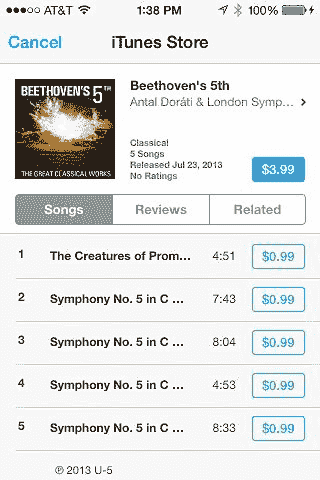 AT&T 1:38 PM 100%
Cancel iTunes Store
BEETHOVEN'S 5TH
THE GREAT CLASSICAL WORKS
Beethoven's 5th
Antal Doráti & London Symp...
Classical
5 Songs
Released Jul 23, 2013
No Ratings
$3.99
Songs Reviews Related
1 The Creatures of Prom... 4:51 $0.99
2 Symphony No. 5 in C ... 7:43 $0.99
3 Symphony No. 5 in C ... 8:04 $0.99
4 Symphony No. 5 in C ... 4:53 $0.99
5 Symphony No. 5 in C ... 8:33 $0.99
℗ 2013 U-5